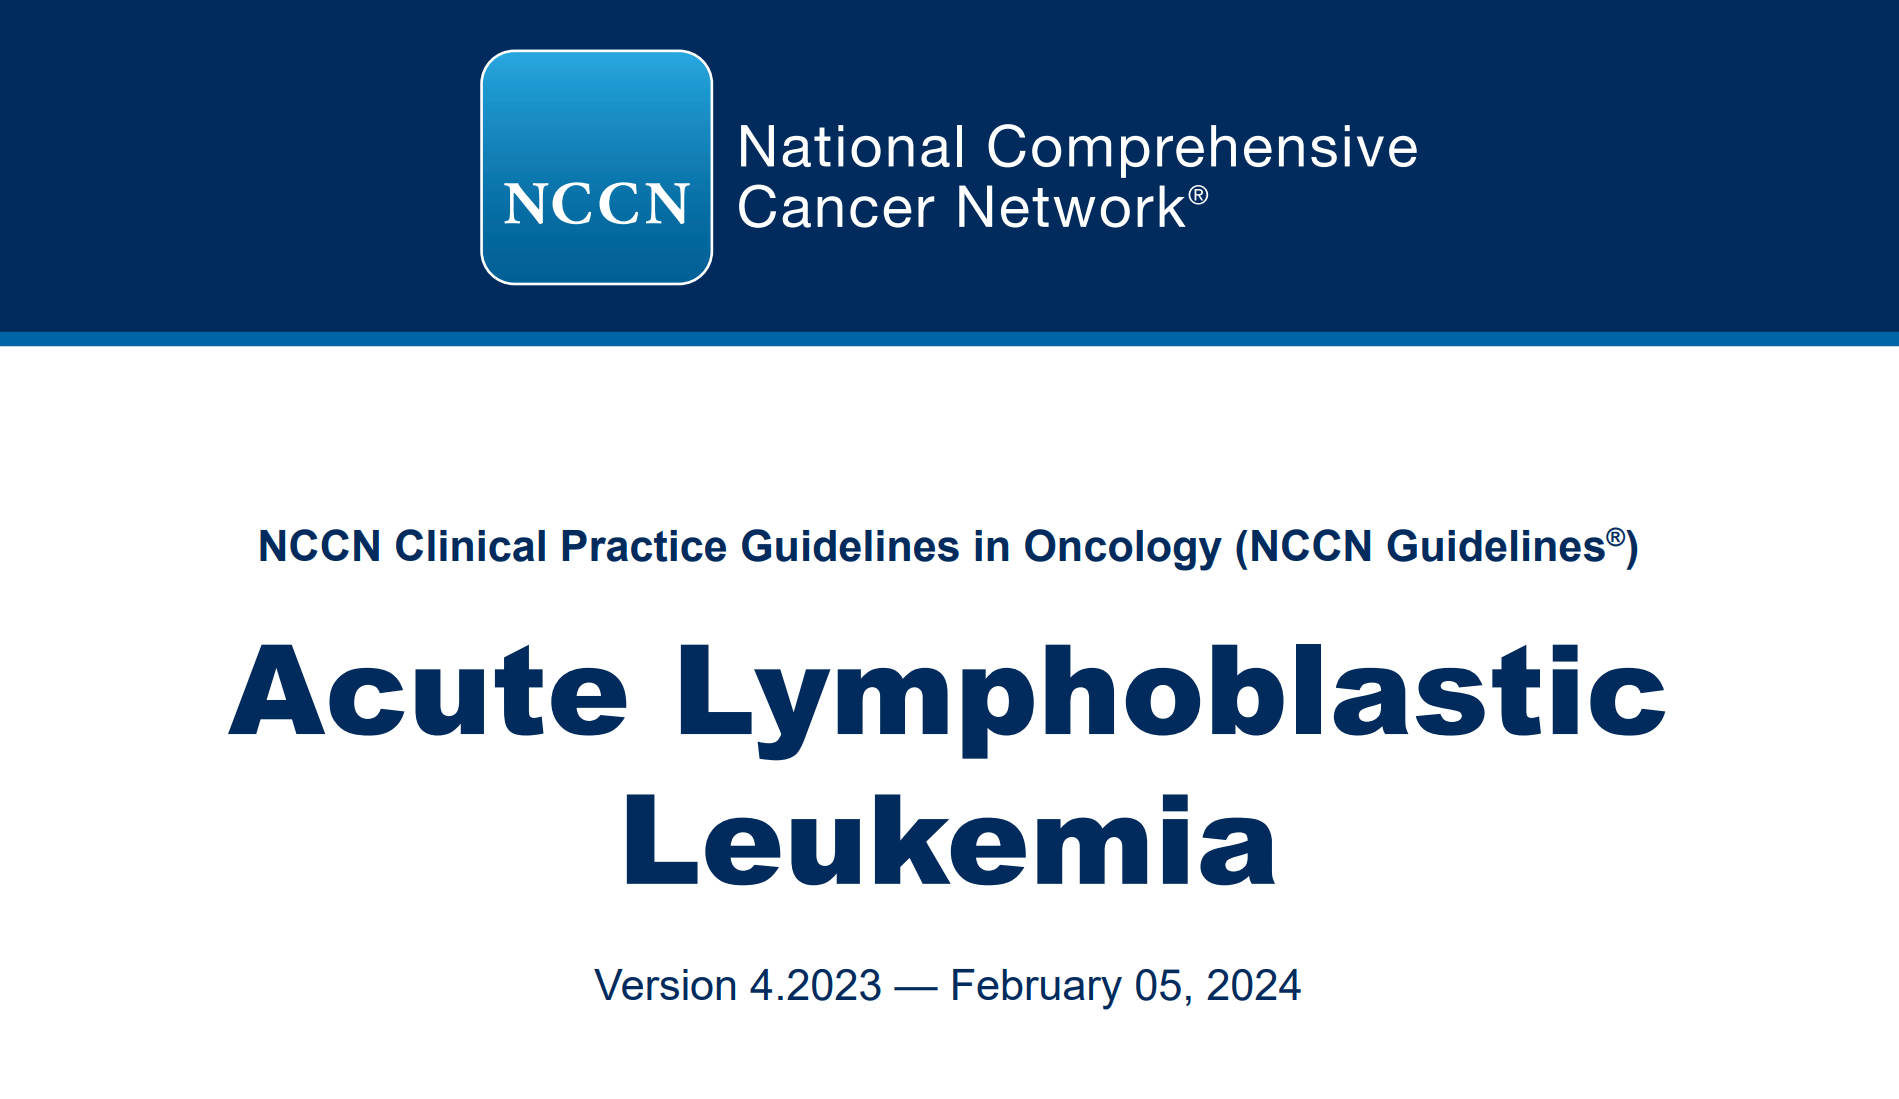 NCCN
National Comprehensive
Cancer Network®
NCCN Clinical Practice Guidelines in Oncology (NCCN Guidelines®)
Acute Lymphoblastic
Leukemia
Version 4.2023 — February 05, 2024